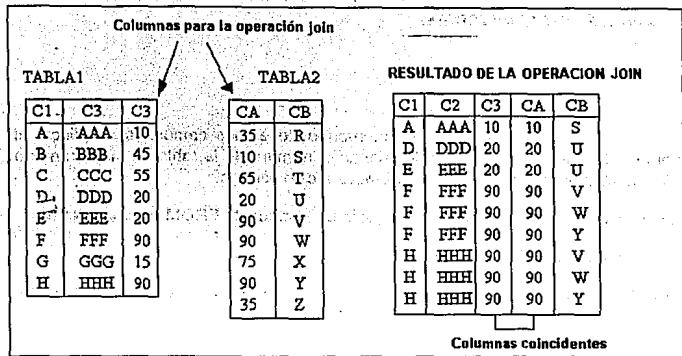 Columnas para la operación join
TABLA1
C1 C3 C3
A AAA 10
B BBB 45
C CCC 55
D DDD 20
E EEE 20
F FFF 90
G GGG 15
H HHH 90
TABLA2
CA CB
35 R
10 S
65 T
20 U
90 V
90 W
75 X
90 Y
35 Z
RESULTADO DE LA OPERACION JOIN
C1 C2 C3 CA CB
A AAA 10 10 S
D DDD 20 20 U
E EEE 20 20 U
F FFF 90 90 V
F FFF 90 90 W
F FFF 90 90 Y
H HHH 90 90 V
H HHH 90 90 W
H HHH 90 90 Y
Columnas coincidentes